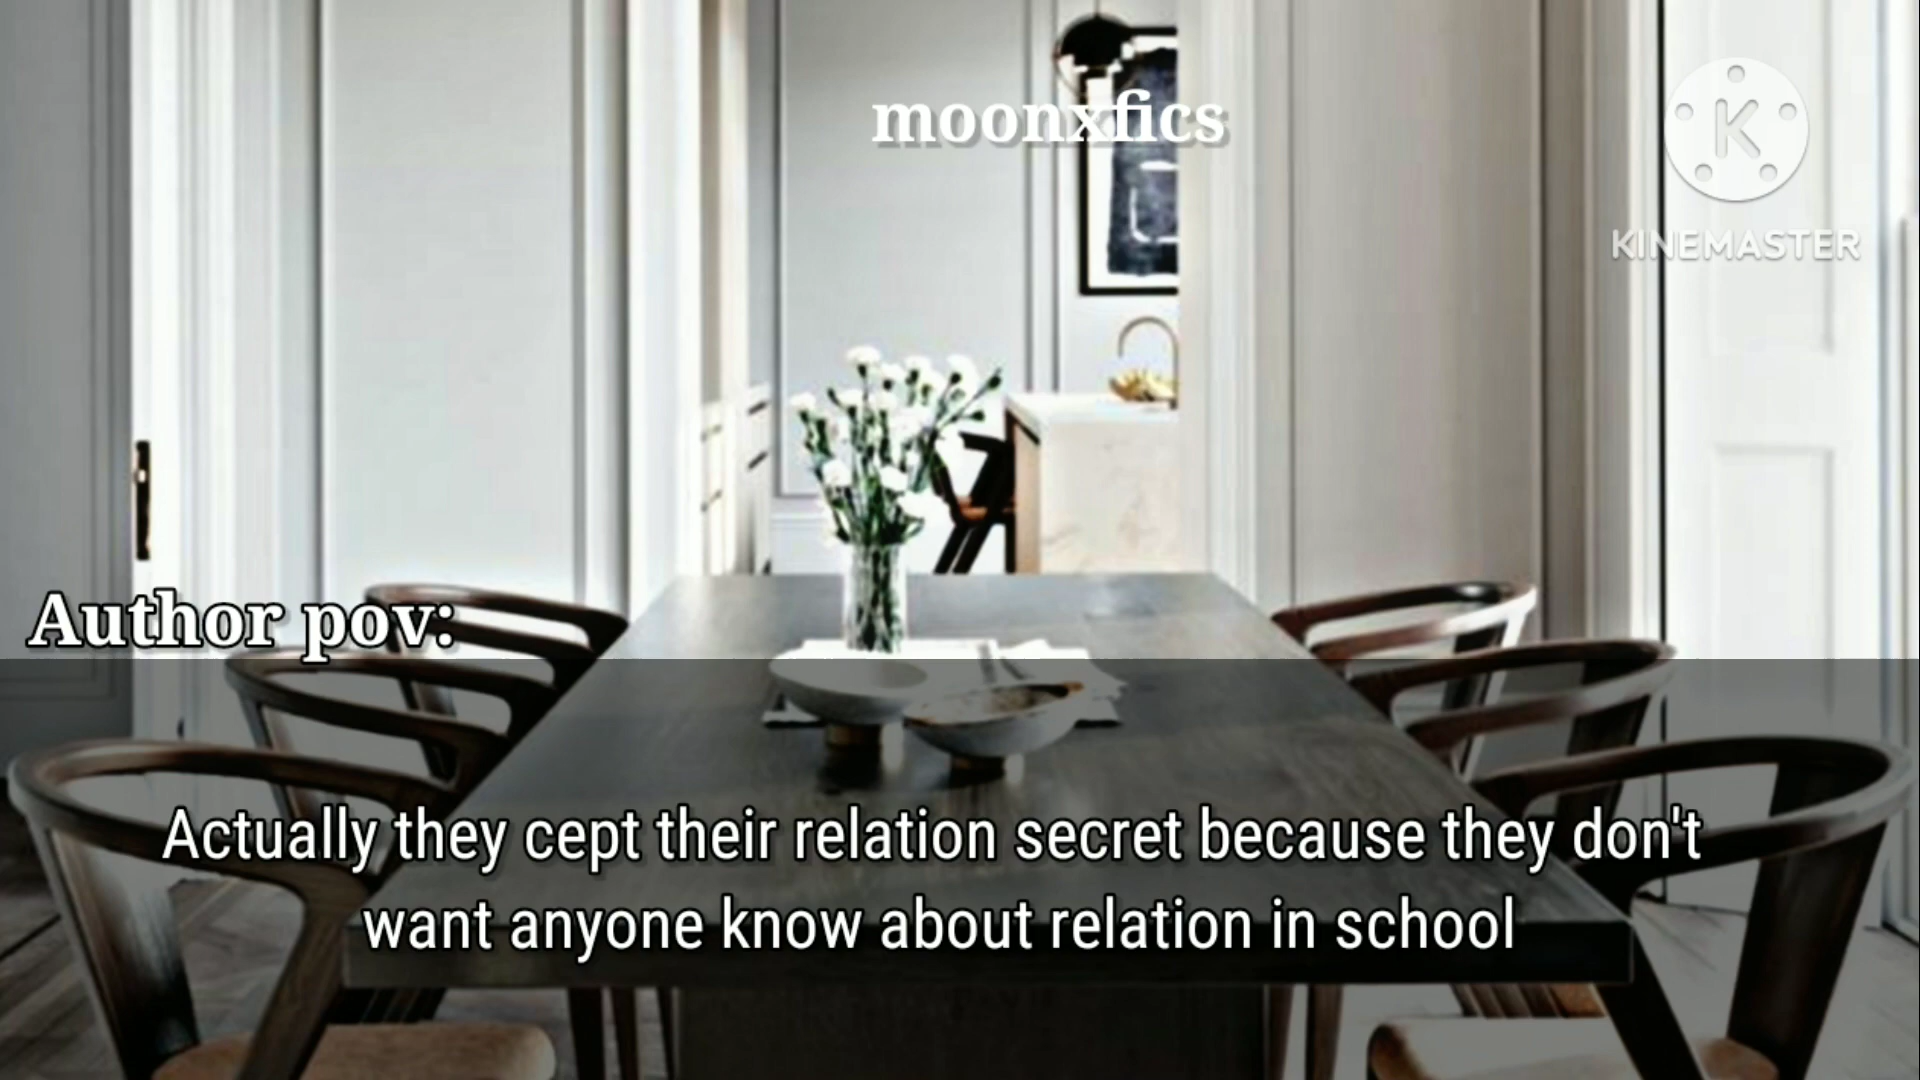 moonxfics
K
KINEMASTER
Author pov:
Actually they cept their relation secret because they don't
want anyone know about relation in school